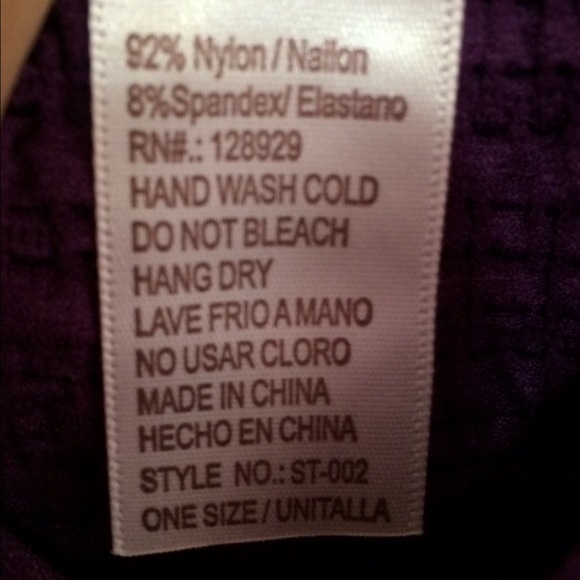 92% Nylon / Nailon
8%Spandex/ Elastano
RN#.: 128929
HAND WASH COLD
DO NOT BLEACH
HANG DRY
LAVE FRIO A MANO
NO USAR CLORO
MADE IN CHINA
HECHO EN CHINA
STYLE NO.: ST-002
ONE SIZE / UNITALLA